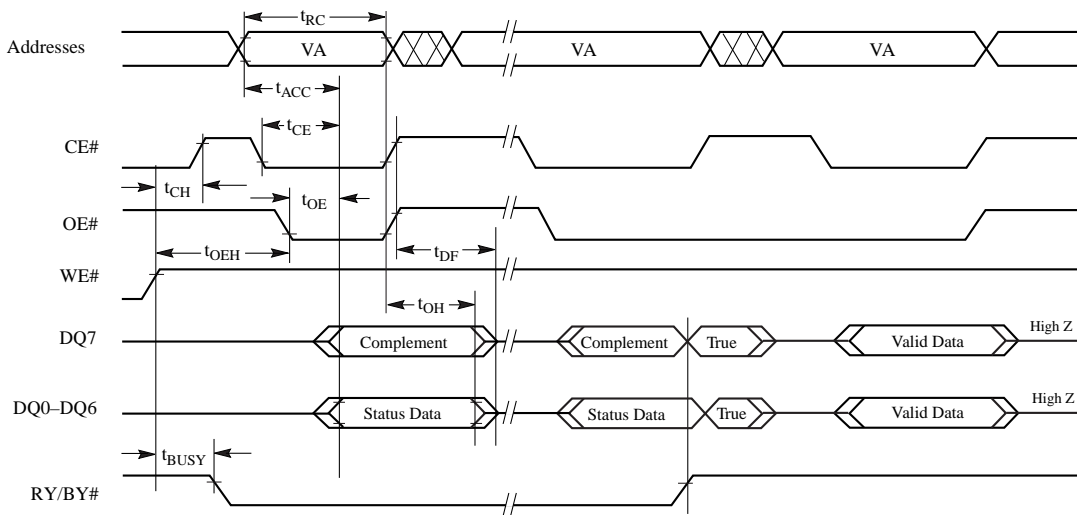 tRC
Addresses VA VA VA
tACC
tCE
CE#
tCH tOE
OE#
tOEH tDF
WE#
tOH
DQ7 Complement Complement True Valid Data High Z
DQ0–DQ6 Status Data Status Data True Valid Data High Z
tBUSY
RY/BY#